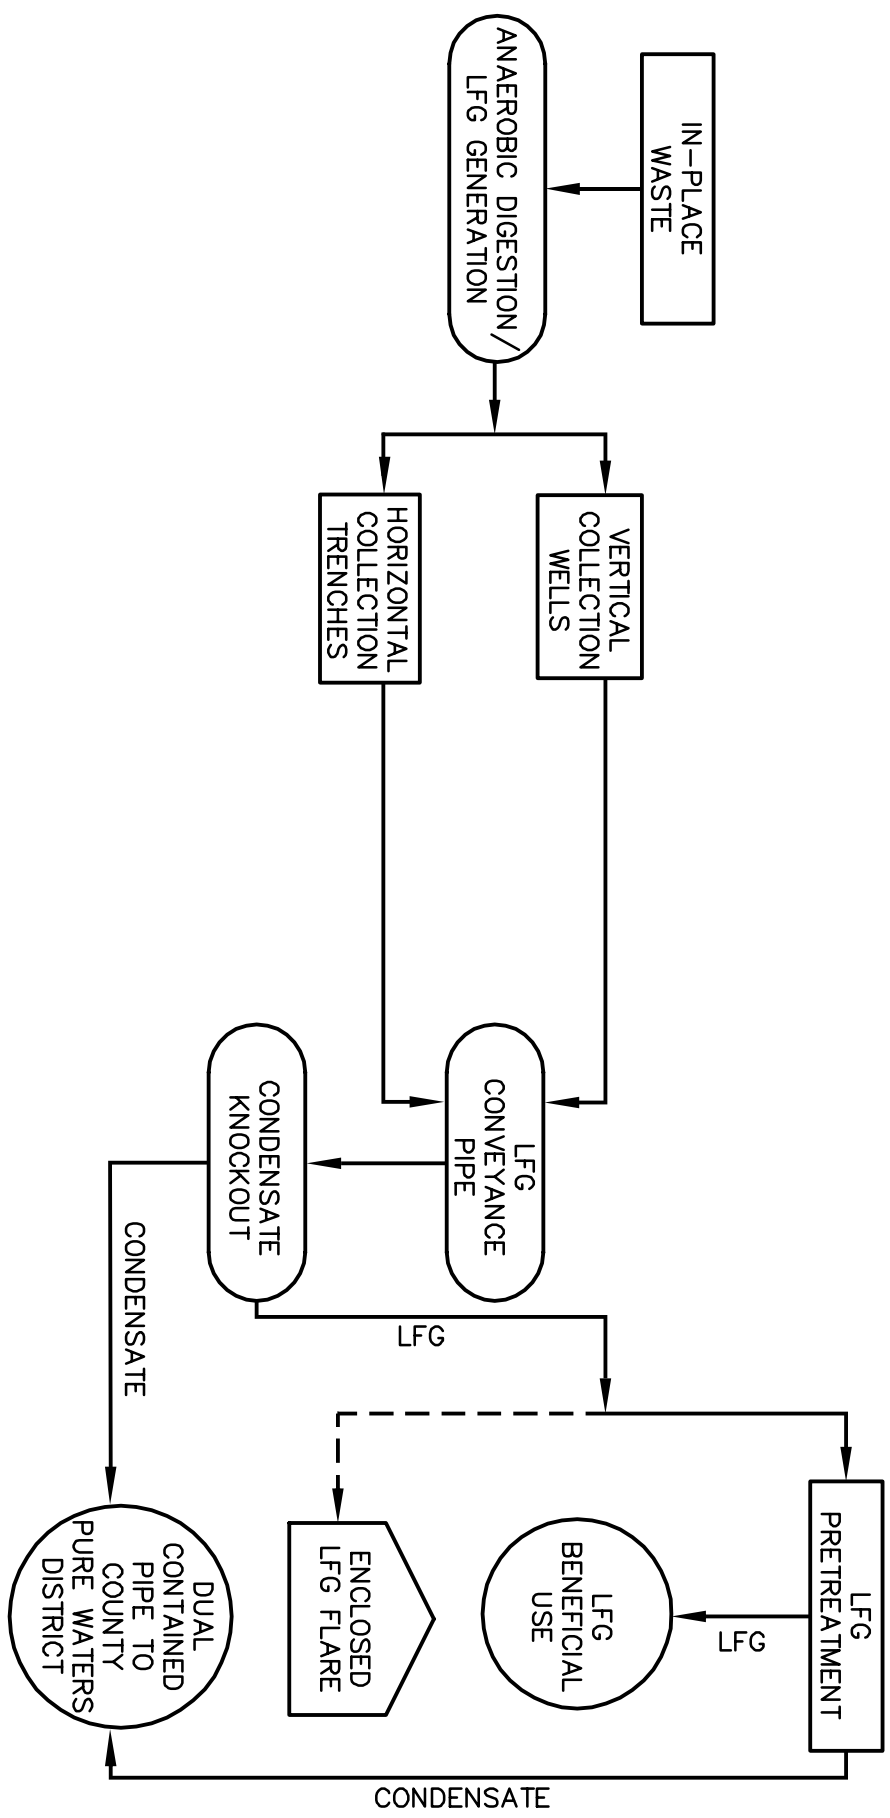 IN-PLACE
WASTE
ANAEROBIC DIGESTION/
LFG GENERATION
VERTICAL
COLLECTION
WELLS
HORIZONTAL
COLLECTION
TRENCHES
LFG
CONVEYANCE
PIPE
CONDENSATE
KNOCKOUT
LFG
CONDENSATE
LFG
PRETREATMENT
LFG
LFG
BENEFICIAL
USE
ENCLOSED
LFG FLARE
DUAL
CONTAINED
PIPE TO
COUNTY
PURE WATERS
DISTRICT
CONDENSATE